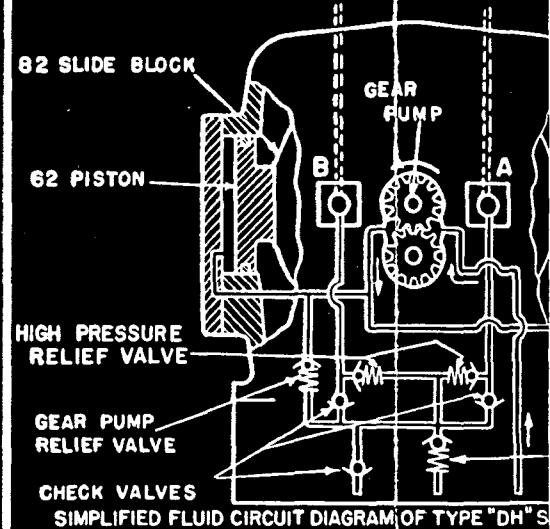 82 SLIDE BLOCK
GEAR
PUMP
62 PISTON
B
A
HIGH PRESSURE
RELIEF VALVE
GEAR PUMP
RELIEF VALVE
CHECK VALVES
SIMPLIFIED FLUID CIRCUIT DIAGRAM OF TYPE "DH" S